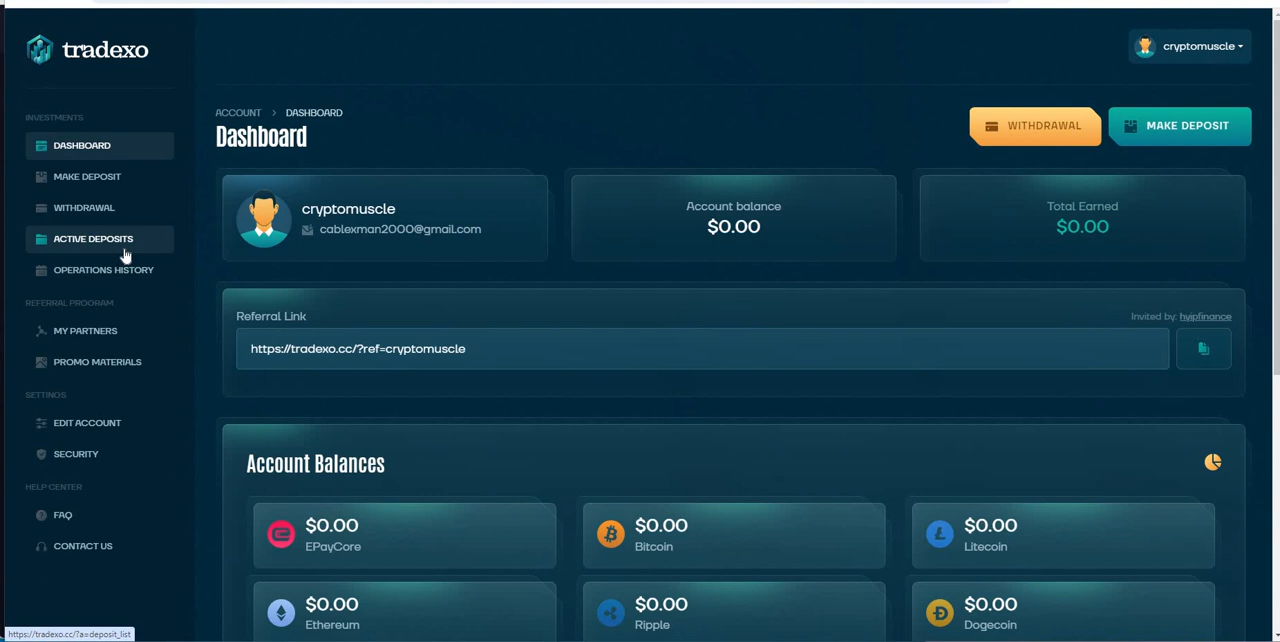 tradexo
cryptomuscle
INVESTMENTS
DASHBOARD
MAKE DEPOSIT
WITHDRAWAL
ACTIVE DEPOSITS
OPERATIONS HISTORY
REFERRAL PROGRAM
MY PARTNERS
PROMO MATERIALS
SETTINGS
EDIT ACCOUNT
SECURITY
HELP CENTER
FAQ
CONTACT US
ACCOUNT > DASHBOARD
Dashboard
WITHDRAWAL
MAKE DEPOSIT
cryptomuscle
cablexman2000@gmail.com
Account balance
$0.00
Total Earned
$0.00
Referral Link
Invited by: hyipfinance
https://tradexo.cc/?ref=cryptomuscle
Account Balances
$0.00
EPayCore
$0.00
Bitcoin
$0.00
Litecoin
$0.00
Ethereum
$0.00
Ripple
$0.00
Dogecoin
https://tradexo.cc/?a=deposit_list